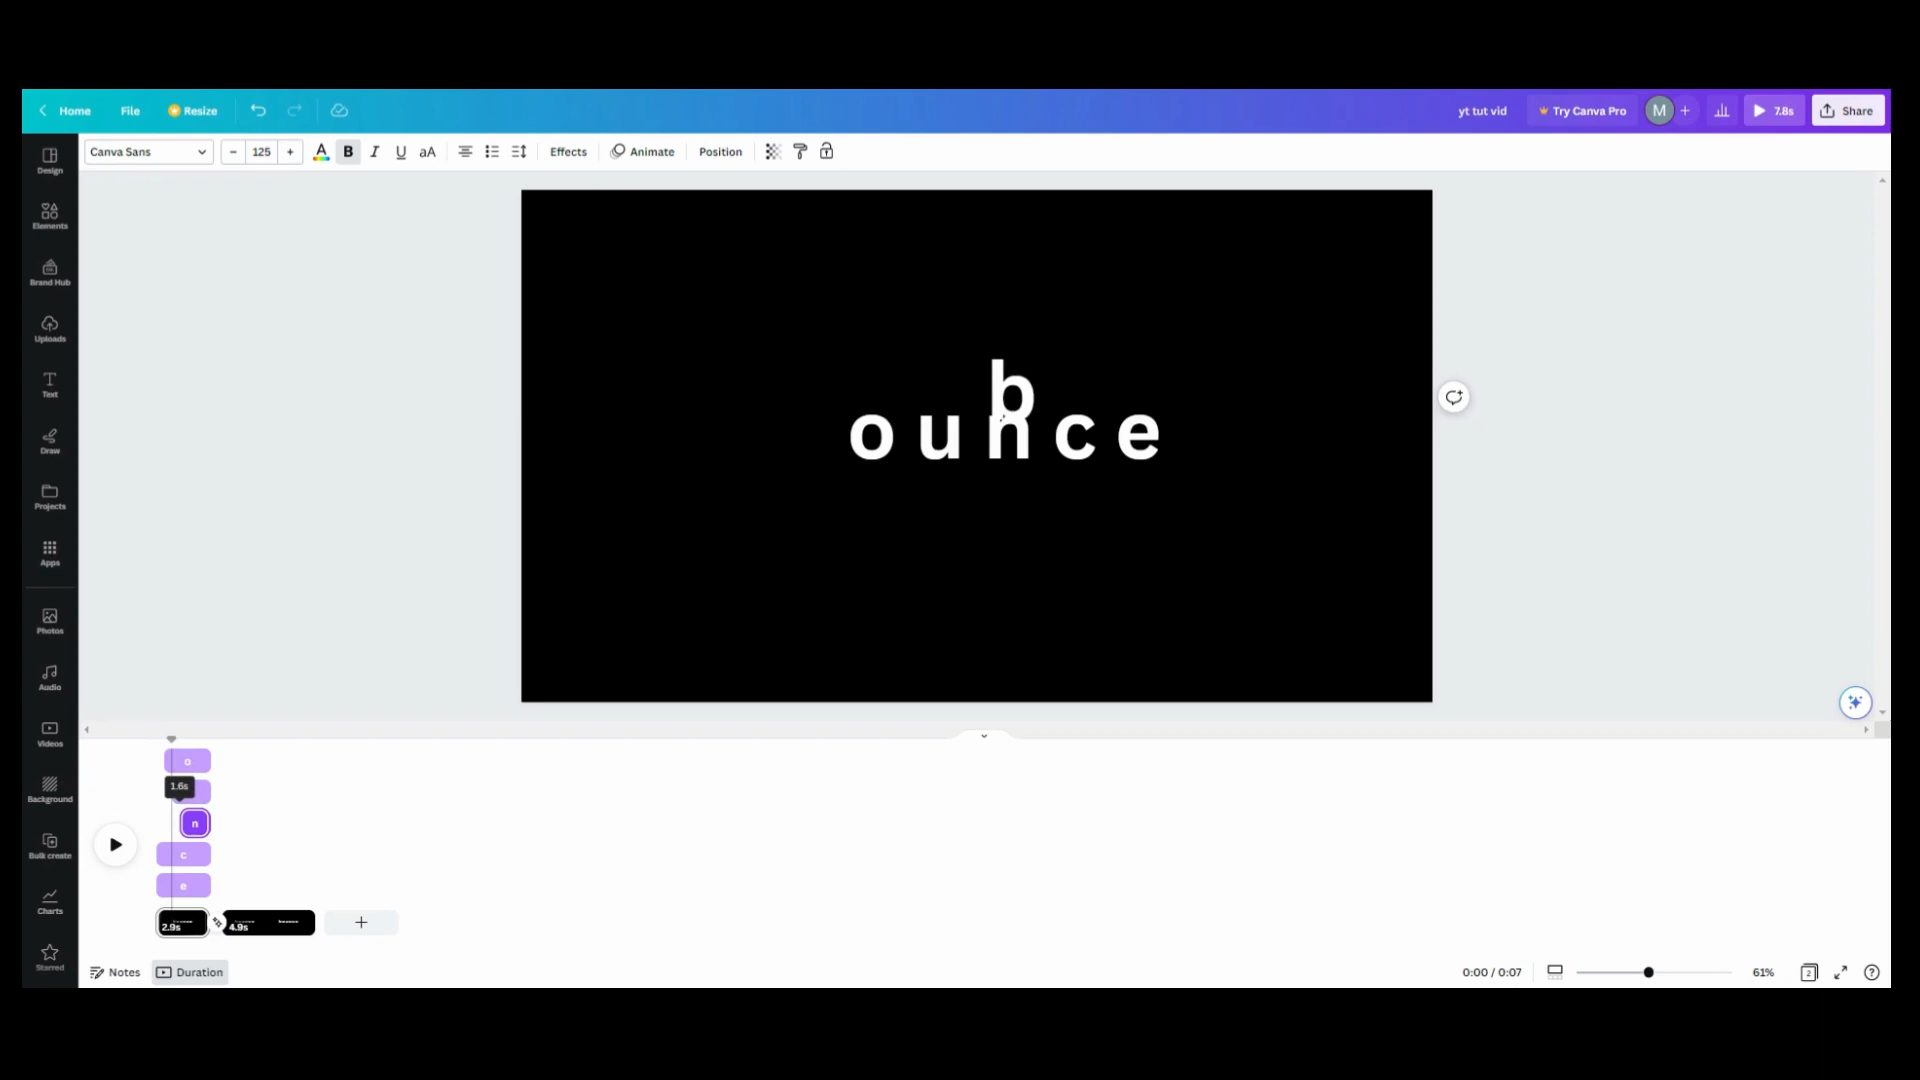 Home File Resize yt tut vid Try Canva Pro M 7.8s Share
Canva Sans 125 A B I U aA Effects Animate Position
Design
Elements
Brand Hub
Uploads
Text
Draw
Projects
Apps
Photos
Audio
Videos
Background
Bulk create
Charts
Starred
b
o u n c e
o
1.6s
n
c
e
2.9s 4.9s
Notes Duration 0:00 / 0:07 61% 2